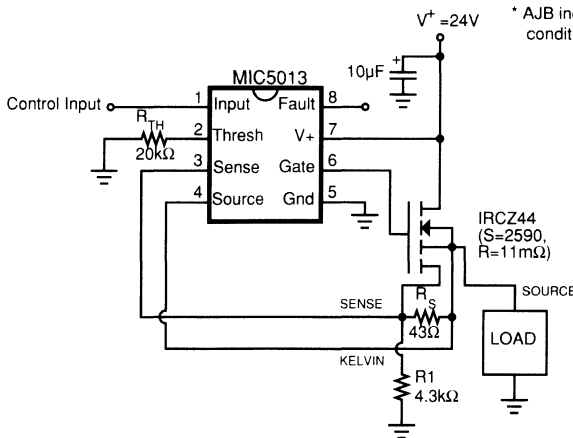 V+ =24V
* AJB in
condit
10µF
+
MIC5013
Control Input
1 Input Fault 8
RTH
20kΩ
2 Thresh V+ 7
3 Sense Gate 6
4 Source Gnd 5
IRCZ44
(S=2590,
R=11mΩ)
SOURCE
SENSE
RS
43Ω
LOAD
KELVIN
R1
4.3kΩ